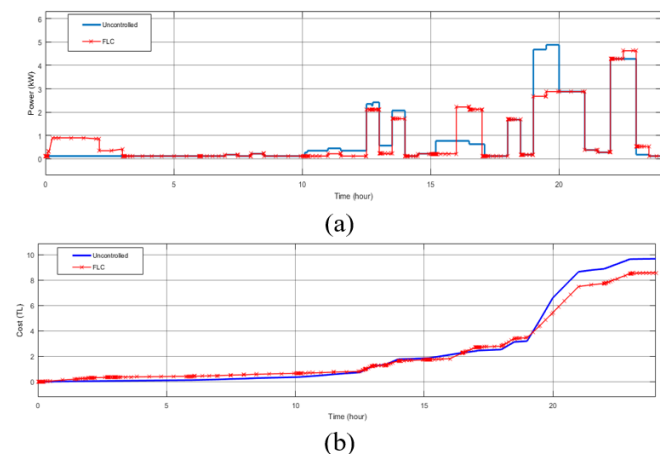 Uncontrolled
FLC
Power (kW)
6
5
4
3
2
1
0
0 5 10 15 20
Time (hour)
(a)
Uncontrolled
FLC
Cost (TL)
10
8
6
4
2
0
0 5 10 15 20
Time (hour)
(b)